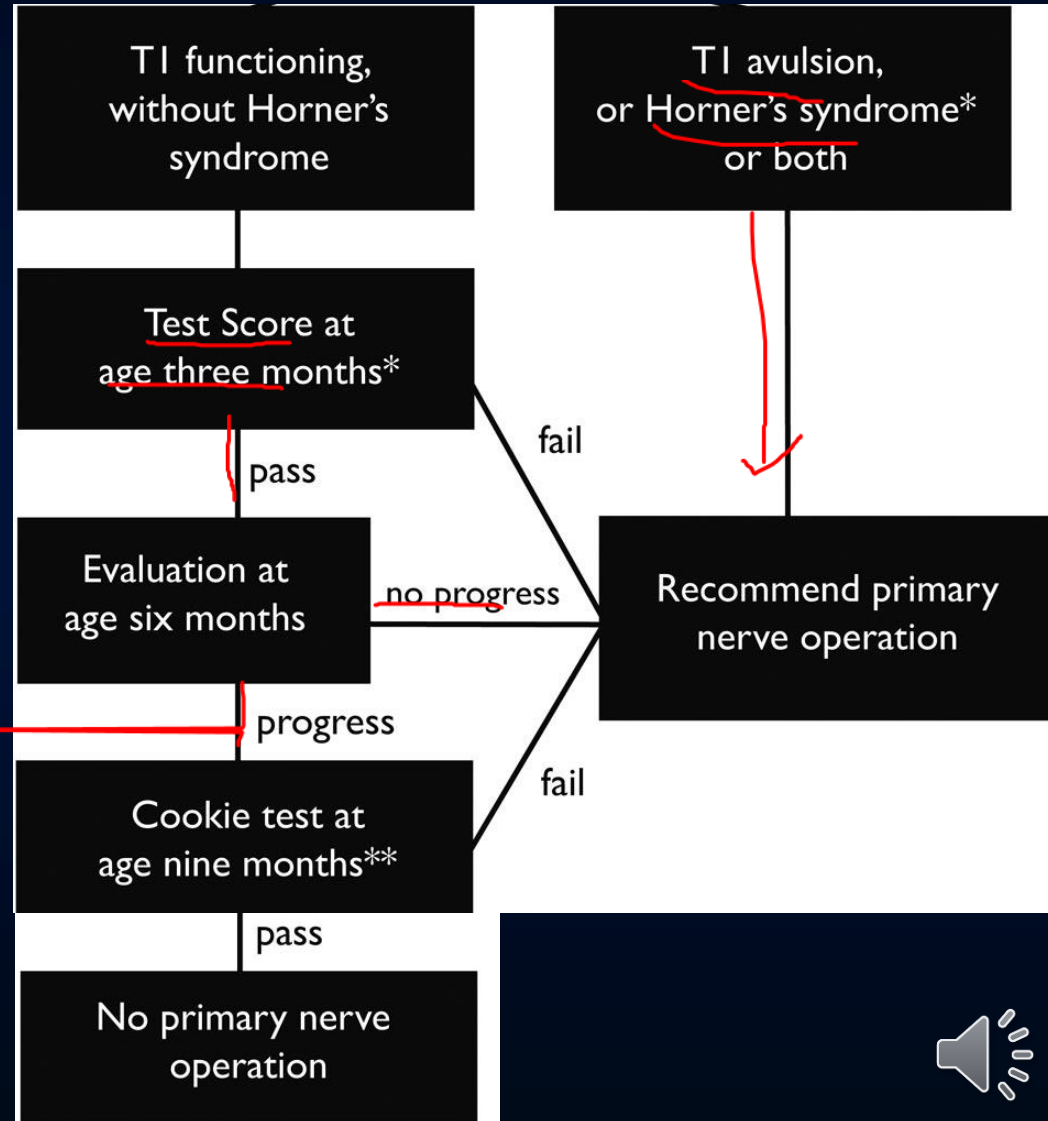 T1 functioning,
without Horner's
syndrome
T1 avulsion,
or Horner's syndrome*
or both
Test Score at
age three months*
fail
pass
Evaluation at
age six months
no progress
Recommend primary
nerve operation
progress
fail
Cookie test at
age nine months**
pass
No primary nerve
operation